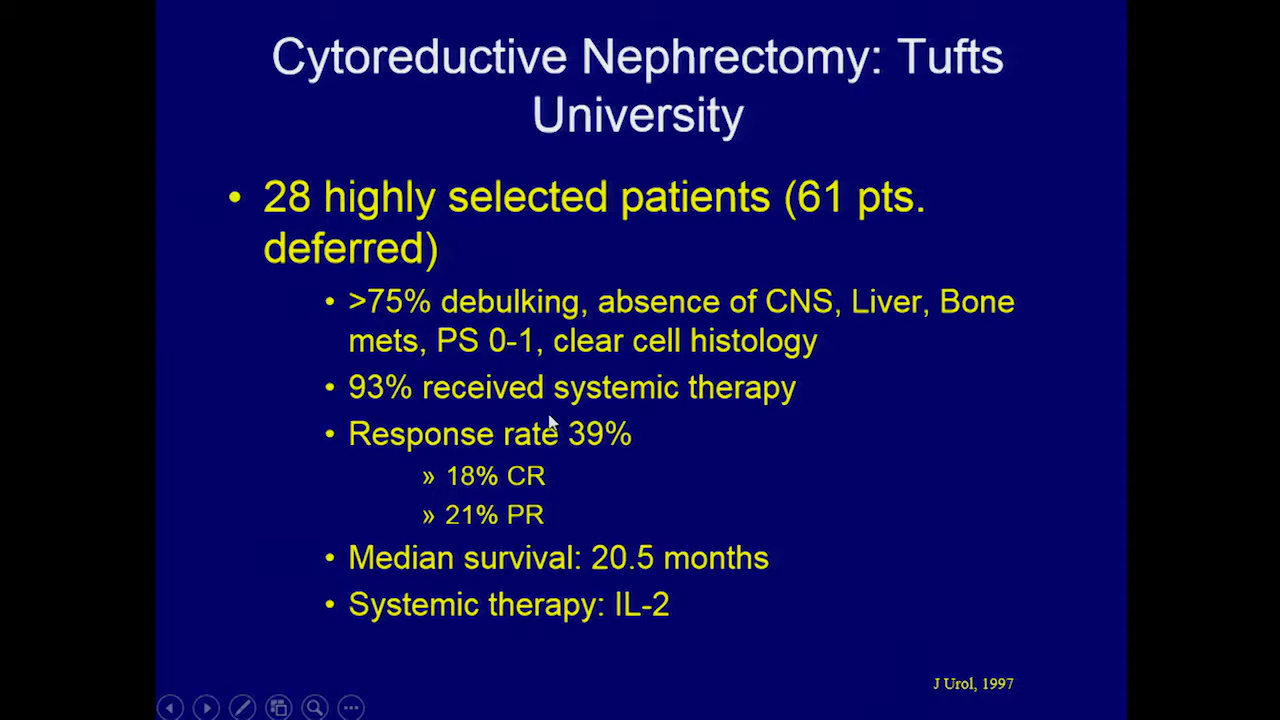 Cytoreductive Nephrectomy: Tufts
University
• 28 highly selected patients (61 pts.
deferred)
• >75% debulking, absence of CNS, Liver, Bone
mets, PS 0-1, clear cell histology
• 93% received systemic therapy
• Response rate 39%
» 18% CR
» 21% PR
• Median survival: 20.5 months
• Systemic therapy: IL-2
J Urol, 1997